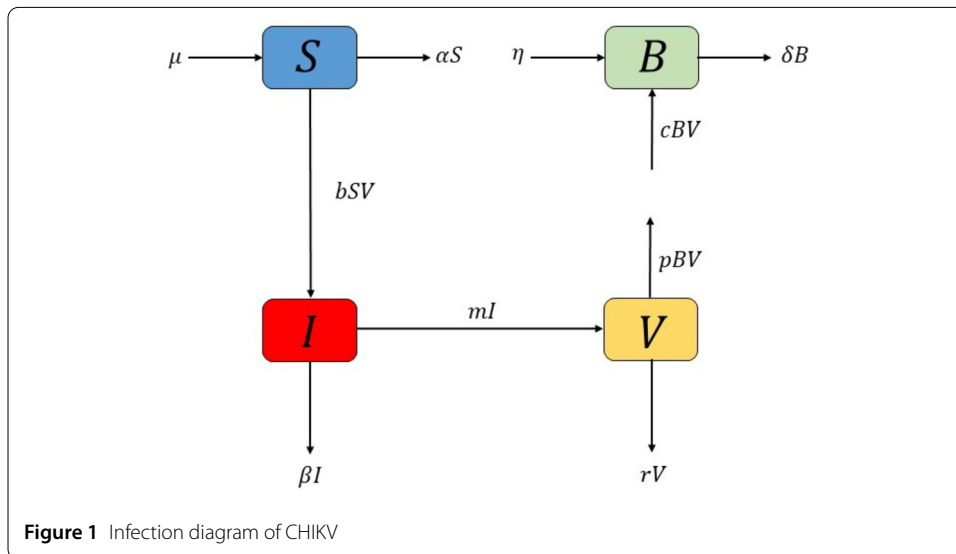 μ S αS η B δB
cBV
bSV
pBV
mI
I V
βI rV
Figure 1 Infection diagram of CHIKV